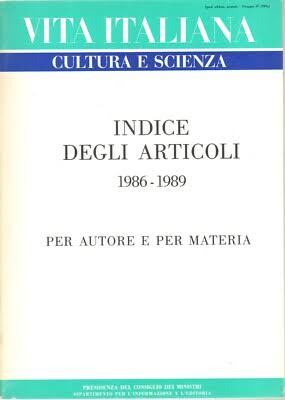 VITA ITALIANA
CULTURA E SCIENZA
INDICE
DEGLI ARTICOLI
1986-1989
PER AUTORE E PER MATERIA
PRESIDENZA DEL CONSIGLIO DEI MINISTRI
DIPARTIMENTO PER L'INFORMAZIONE E L'EDITORIA